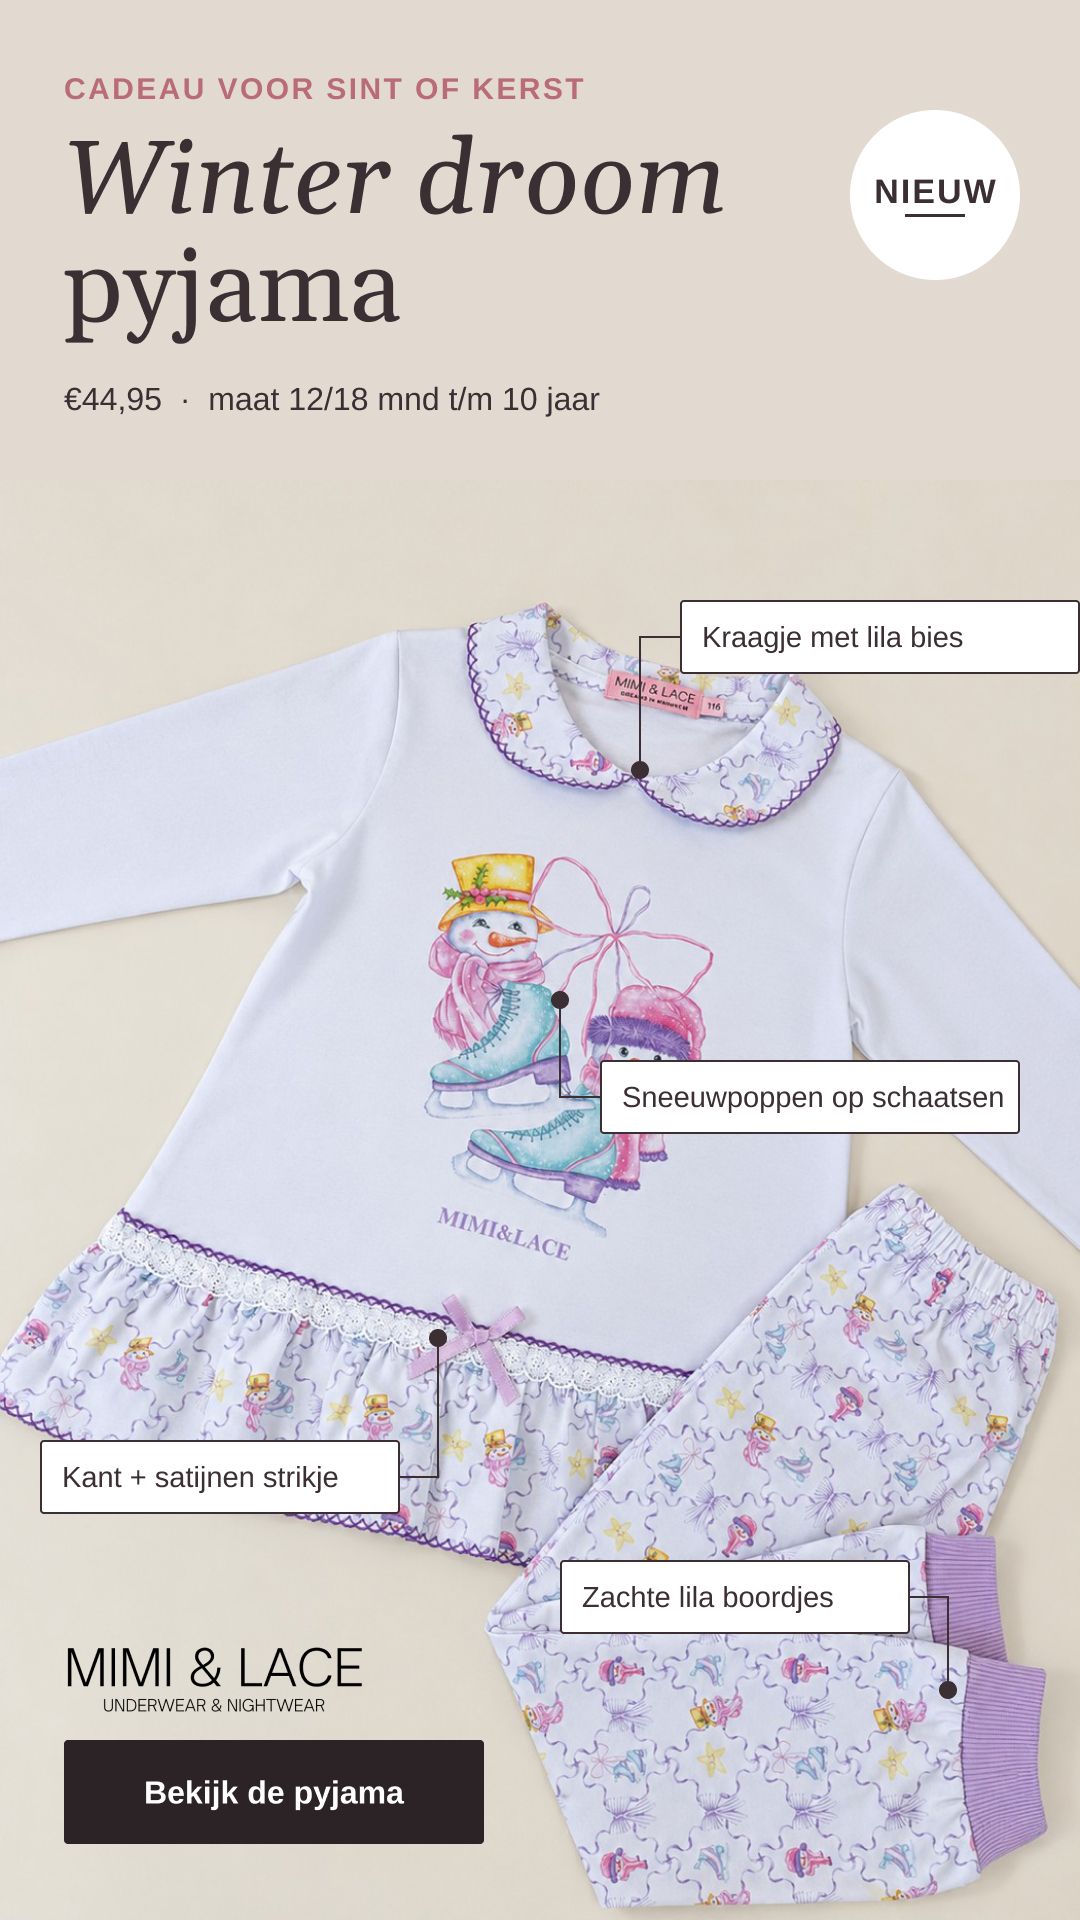 CADEAU VOOR SINT OF KERST
Winter droom
pyjama
NIEUW
€44,95 · maat 12/18 mnd t/m 10 jaar
Kraagje met lila bies
MIMI & LACE
116
Sneeuwpoppen op schaatsen
MIMI&LACE
Kant + satijnen strikje
Zachte lila boordjes
MIMI & LACE
UNDERWEAR & NIGHTWEAR
Bekijk de pyjama